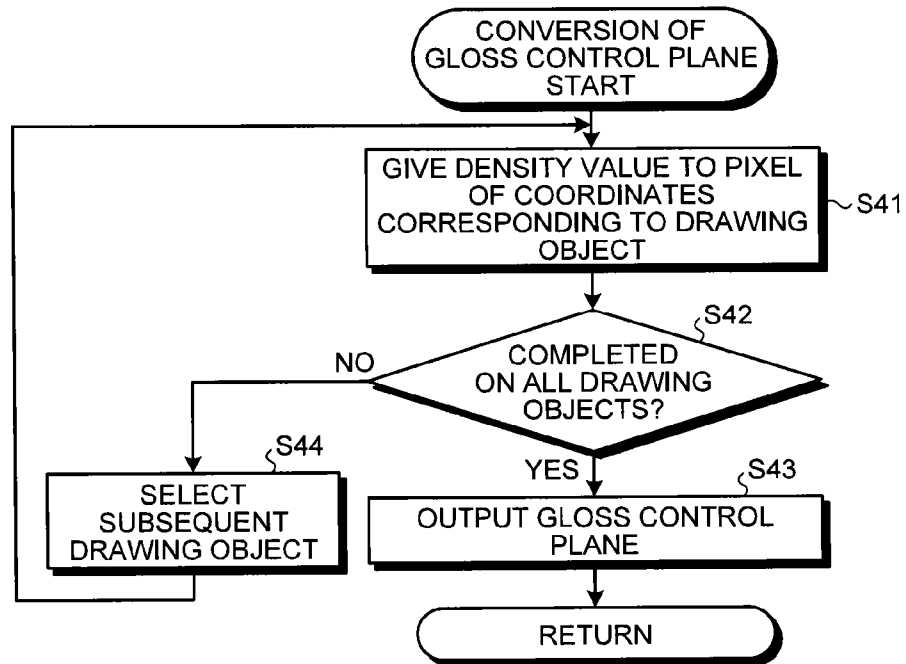 CONVERSION OF
GLOSS CONTROL PLANE
START
GIVE DENSITY VALUE TO PIXEL
OF COORDINATES
CORRESPONDING TO DRAWING
OBJECT
S41
S42
COMPLETED
ON ALL DRAWING
OBJECTS?
NO
YES
S44
SELECT
SUBSEQUENT
DRAWING OBJECT
S43
OUTPUT GLOSS CONTROL
PLANE
RETURN